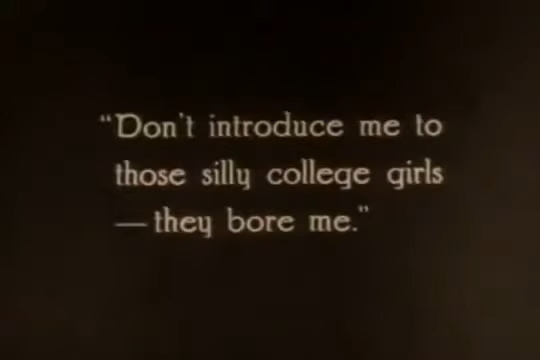 “Don't introduce me to
those silly college girls
—they bore me.”